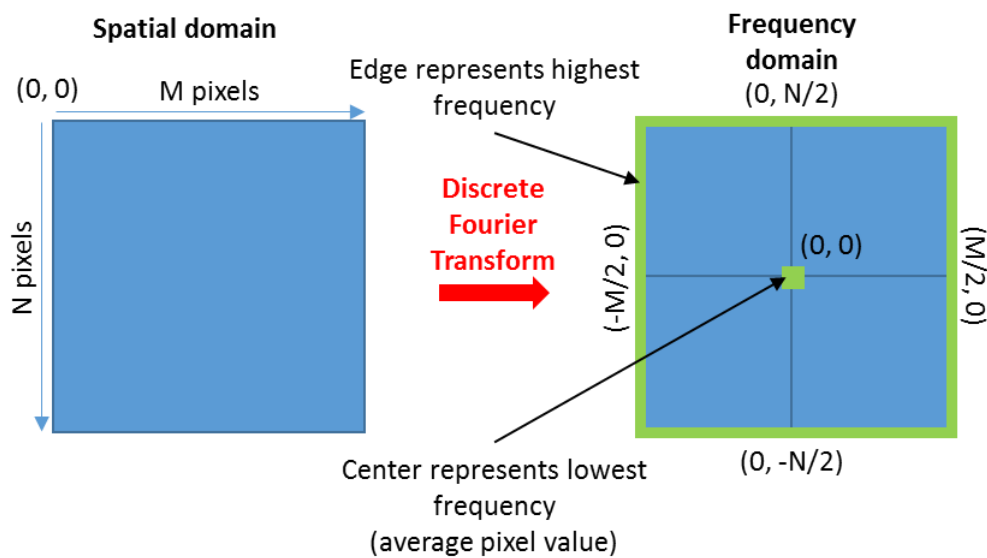 Spatial domain
(0, 0)
M pixels
N pixels
Edge represents highest
frequency
Discrete
Fourier
Transform
Center represents lowest
frequency
(average pixel value)
Frequency
domain
(0, N/2)
(-M/2, 0)
(0, 0)
(M/2, 0)
(0, -N/2)